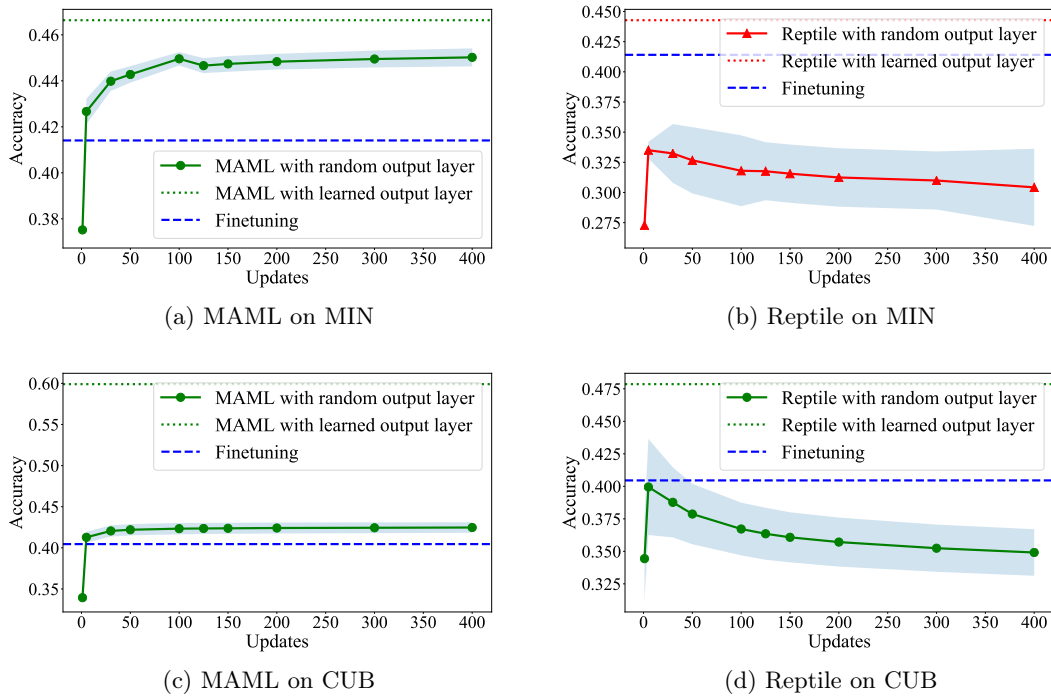 0.46
0.44
0.42
0.40
0.38
Accuracy
MAML with random output layer
MAML with learned output layer
Finetuning
0 50 100 150 200 250 300 350 400
Updates
(a) MAML on MIN
0.450
0.425
0.400
0.375
0.350
0.325
0.300
0.275
Accuracy
Reptile with random output layer
Reptile with learned output layer
Finetuning
0 50 100 150 200 250 300 350 400
Updates
(b) Reptile on MIN
0.60
0.55
0.50
0.45
0.40
0.35
Accuracy
MAML with random output layer
MAML with learned output layer
Finetuning
0 50 100 150 200 250 300 350 400
Updates
(c) MAML on CUB
0.475
0.450
0.425
0.400
0.375
0.350
0.325
Accuracy
Reptile with random output layer
Reptile with learned output layer
Finetuning
0 50 100 150 200 250 300 350 400
Updates
(d) Reptile on CUB